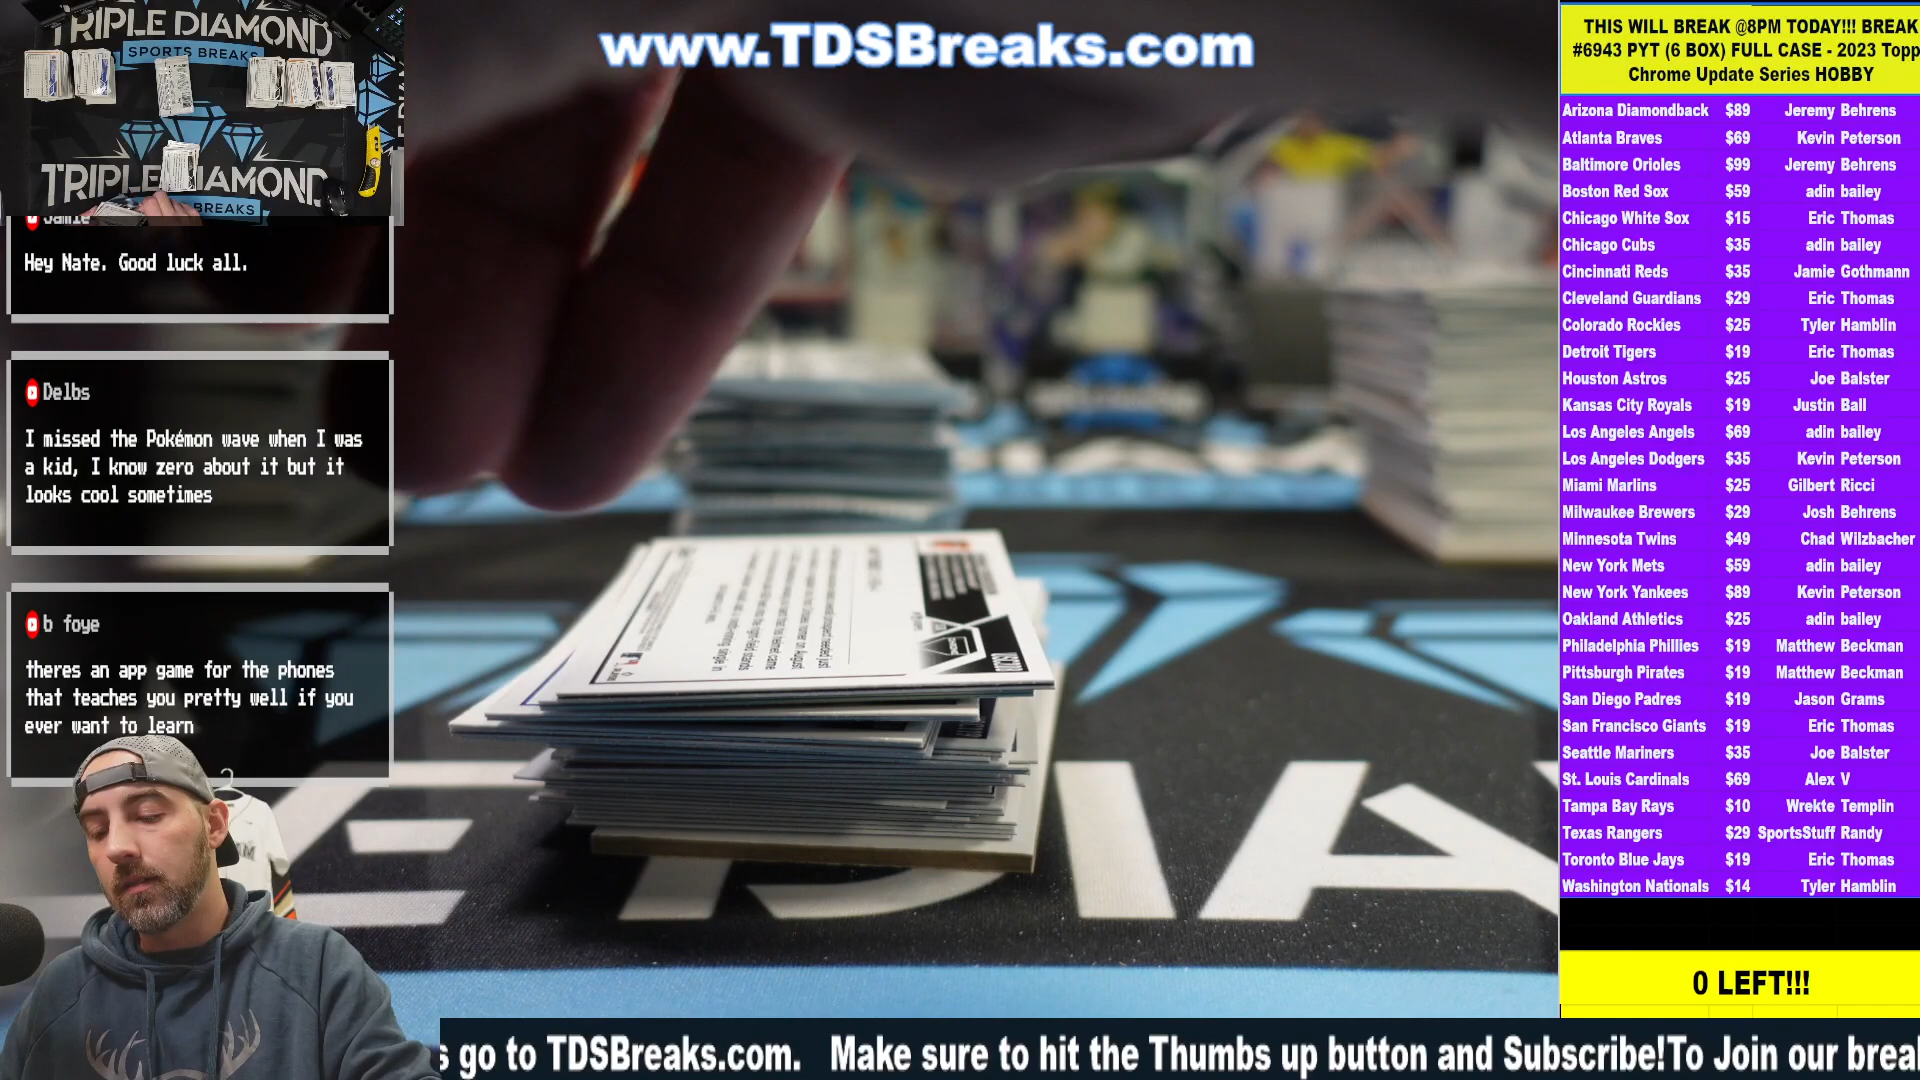 www.TDSBreaks.com
TRIPLE DIAMOND
SPORTS BREAKS
TRIPLE DIAMOND
BREAKS
Jamie
Hey Nate. Good luck all.
Delbs
I missed the Pokémon wave when I was
a kid, I know zero about it but it
looks cool sometimes
b foye
theres an app game for the phones
that teaches you pretty well if you
ever want to learn
THIS WILL BREAK @8PM TODAY!!! BREAK
#6943 PYT (6 BOX) FULL CASE - 2023 Topp
Chrome Update Series HOBBY
Arizona Diamondback $89 Jeremy Behrens
Atlanta Braves $69 Kevin Peterson
Baltimore Orioles $99 Jeremy Behrens
Boston Red Sox $59 adin bailey
Chicago White Sox $15 Eric Thomas
Chicago Cubs $35 adin bailey
Cincinnati Reds $35 Jamie Gothmann
Cleveland Guardians $29 Eric Thomas
Colorado Rockies $25 Tyler Hamblin
Detroit Tigers $19 Eric Thomas
Houston Astros $25 Joe Balster
Kansas City Royals $19 Justin Ball
Los Angeles Angels $69 adin bailey
Los Angeles Dodgers $35 Kevin Peterson
Miami Marlins $25 Gilbert Ricci
Milwaukee Brewers $29 Josh Behrens
Minnesota Twins $49 Chad Wilzbacher
New York Mets $59 adin bailey
New York Yankees $89 Kevin Peterson
Oakland Athletics $25 adin bailey
Philadelphia Phillies $19 Matthew Beckman
Pittsburgh Pirates $19 Matthew Beckman
San Diego Padres $19 Jason Grams
San Francisco Giants $19 Eric Thomas
Seattle Mariners $35 Joe Balster
St. Louis Cardinals $69 Alex V
Tampa Bay Rays $10 Wrekte Templin
Texas Rangers $29 SportsStuff Randy
Toronto Blue Jays $19 Eric Thomas
Washington Nationals $14 Tyler Hamblin
0 LEFT!!!
s go to TDSBreaks.com. Make sure to hit the Thumbs up button and Subscribe!To Join our brea